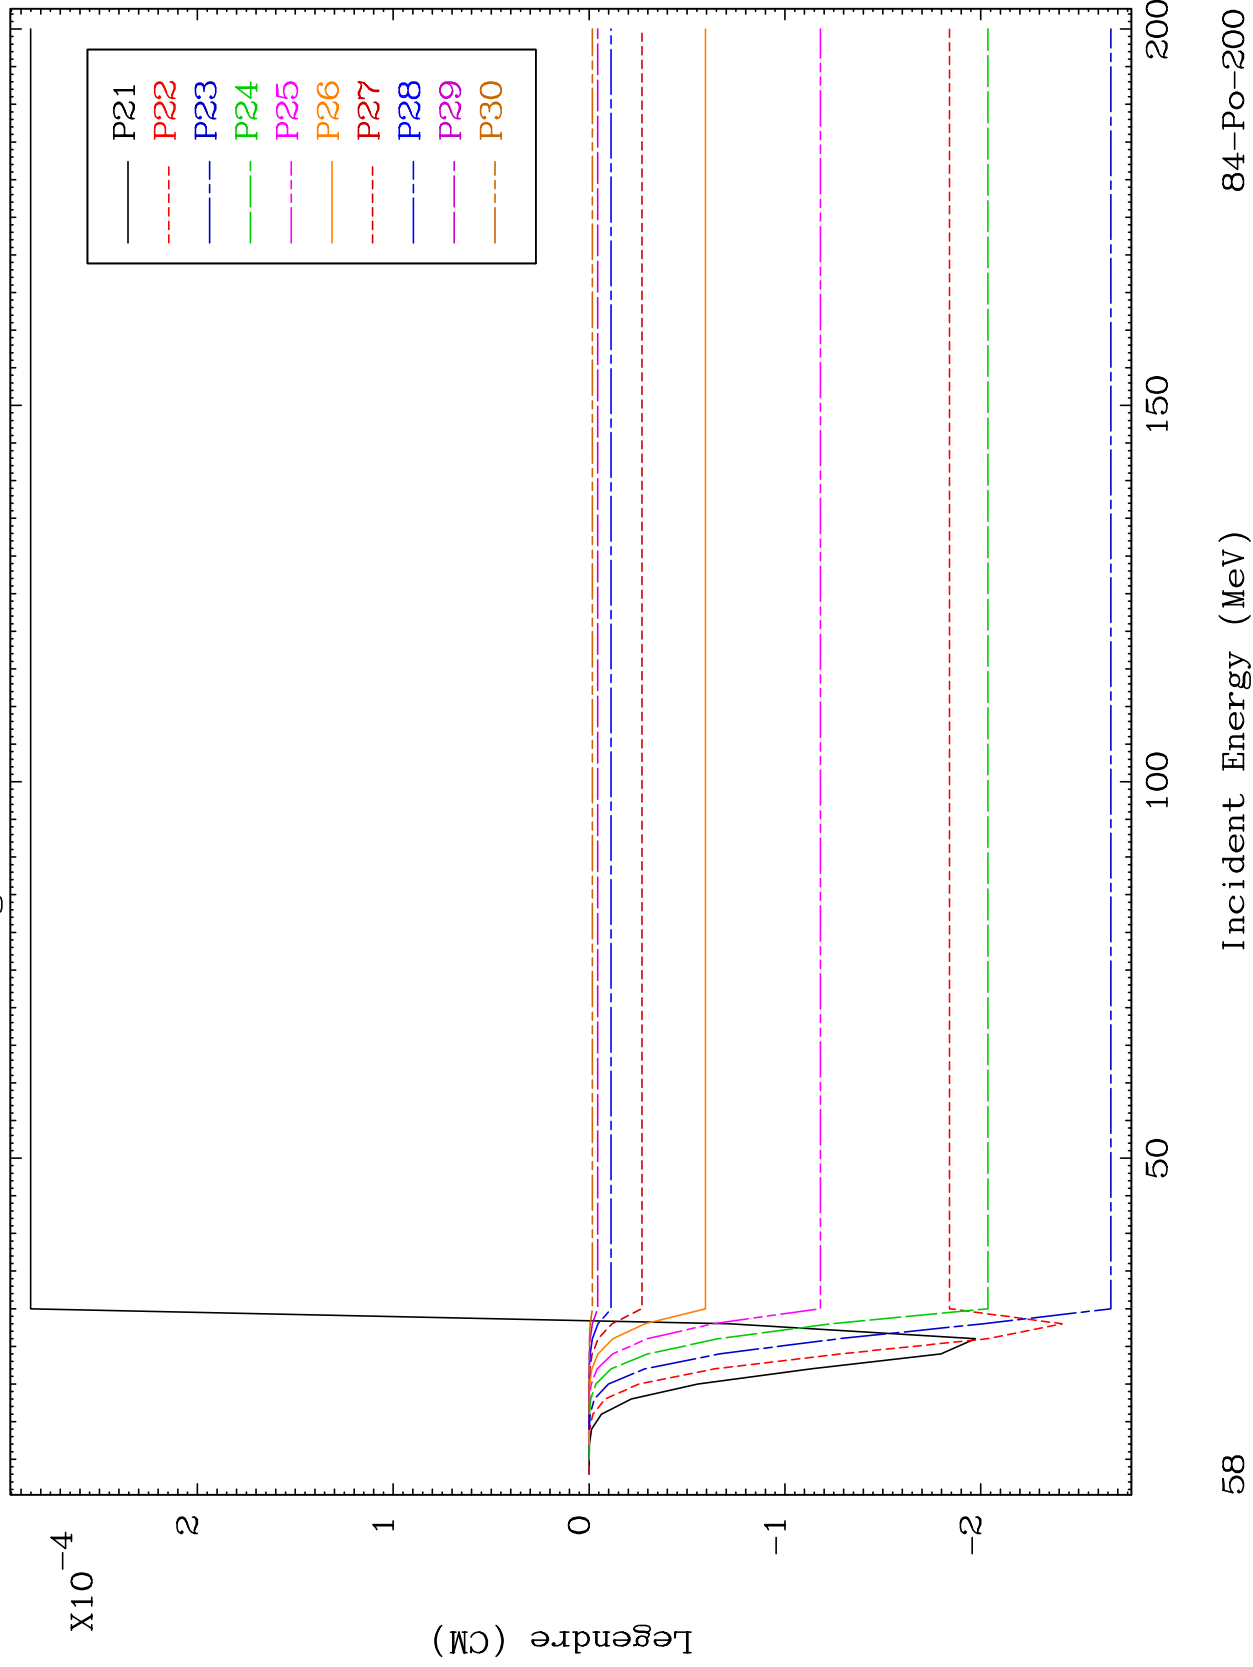 X10⁻⁴
2
1
0
-1
-2
Legendre (CM)
P21
P22
P23
P24
P25
P26
P27
P28
P29
P30
50
100
150
200
58
Incident Energy (MeV)
84-Po-200